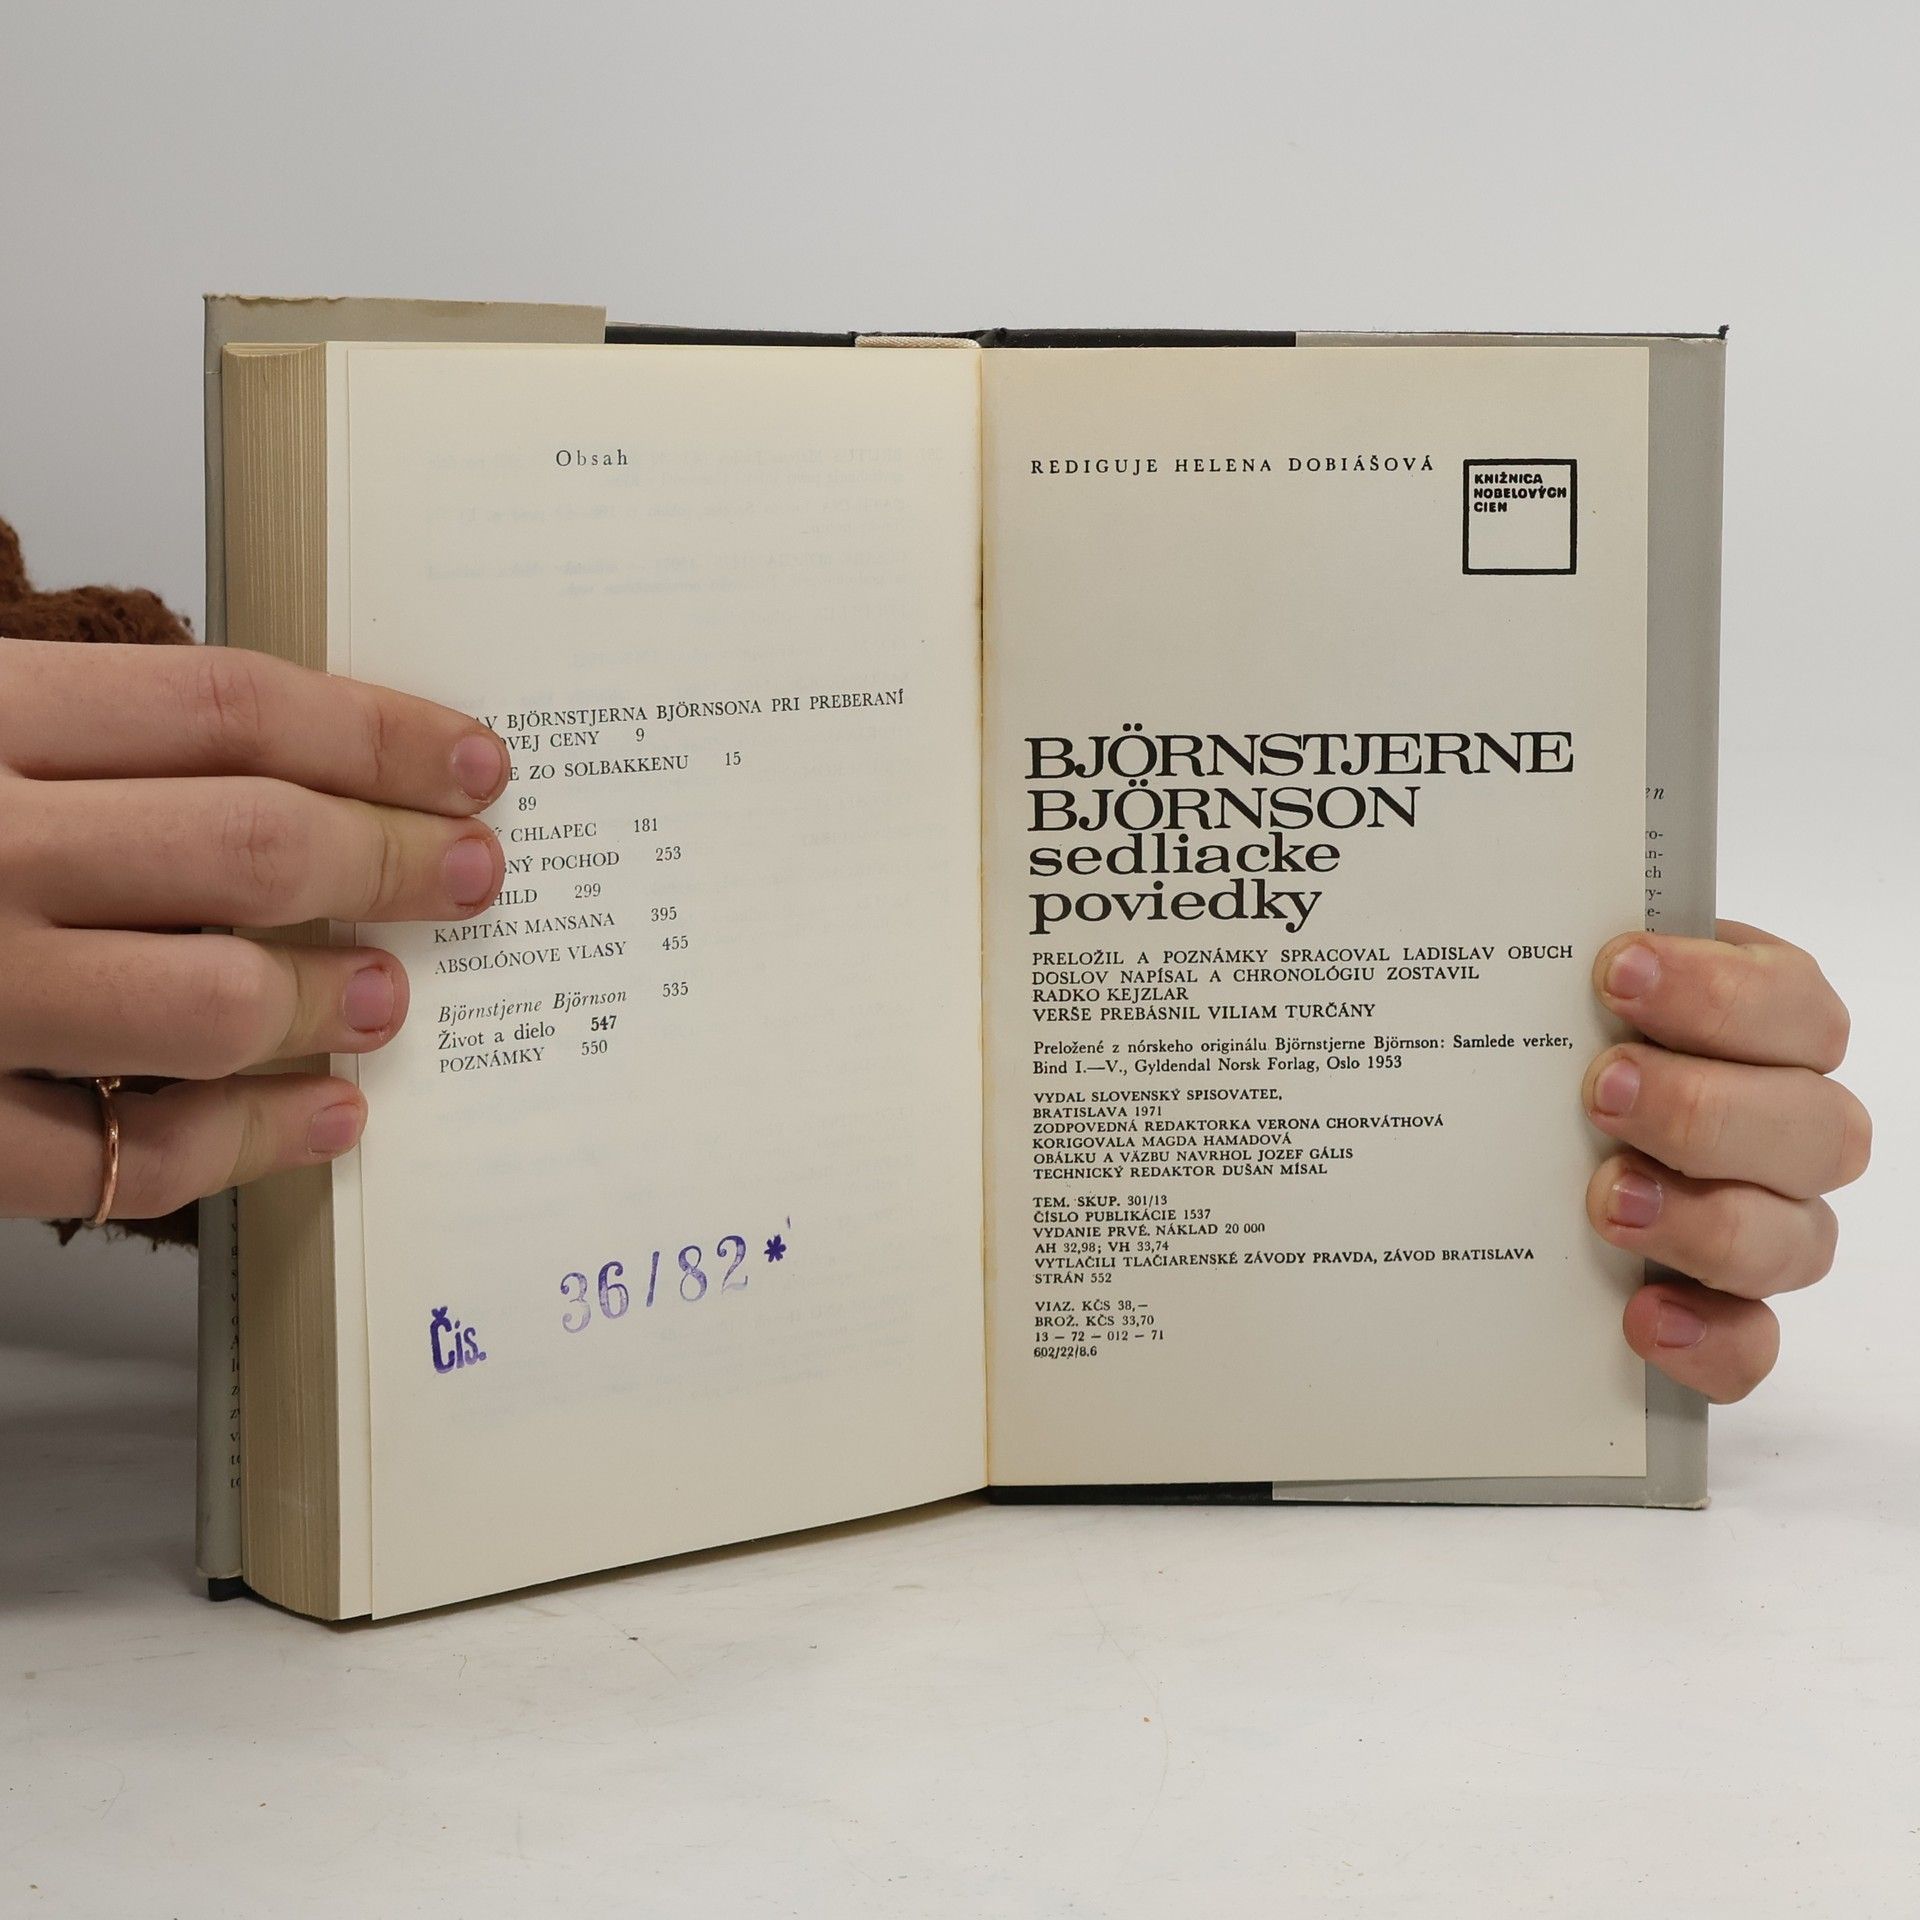 Obsah
BJÖRNSTJERNA BJÖRNSONA PRI PREBERANÍ
CENY 9
ZO SOLBAKKENU 15
89
CHLAPEC 181
POCHOD 253
299
KAPITÁN MANSANA 395
ABSOLÓNOVE VLASY 455
Björnstjerne Björnson 535
Život a dielo 547
POZNÁMKY 550
Čís. 36/82*
REDIGUJE HELENA DOBIÁŠOVÁ
KNIŽNICA
NOBELOVÝCH
CIEN
BJÖRNSTJERNE
BJÖRNSON
sedliacke
poviedky
PRELOŽIL A POZNÁMKY SPRACOVAL LADISLAV OBUCH
DOSLOV NAPÍSAL A CHRONOLÓGIU ZOSTAVIL
RADKO KEJZLAR
VERŠE PREBÁSNIL VILIAM TURČÁNY
Preložené z nórskeho originálu Björnstjerne Björnson: Samlede verker,
Bind I.—V., Gyldendal Norsk Forlag, Oslo 1953
VYDAL SLOVENSKÝ SPISOVATEĽ,
BRATISLAVA 1971
ZODPOVEDNÁ REDAKTORKA VERONA CHORVÁTHOVÁ
KORIGOVALA MAGDA HAMADOVÁ
OBÁLKU A VÄZBU NAVRHOL JOZEF GÁLIS
TECHNICKÝ REDAKTOR DUŠAN MÍSAL
TEM. SKUP. 301/13
ČÍSLO PUBLIKÁCIE 1537
VYDANIE PRVÉ. NÁKLAD 20 000
AH 32,98; VH 33,74
VYTLAČILI TLAČIARENSKÉ ZÁVODY PRAVDA, ZÁVOD BRATISLAVA
STRÁN 552
VIAZ. KČS 38,—
BROŽ. KČS 33,70
13 — 72 — 012 — 71
602/22/8.6